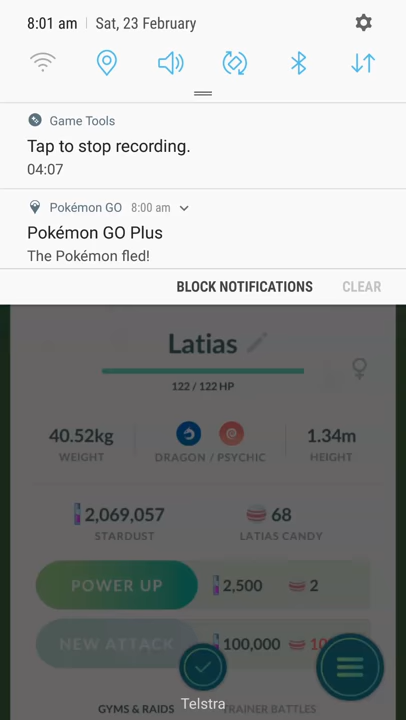 8:01 am | Sat, 23 February
Game Tools
Tap to stop recording.
04:07
Pokémon GO 8:00 am
Pokémon GO Plus
The Pokémon fled!
BLOCK NOTIFICATIONS CLEAR
Latias
122 / 122 HP
40.52kg 1.34m
WEIGHT DRAGON / PSYCHIC HEIGHT
2,069,057 68
STARDUST LATIAS CANDY
POWER UP 2,500 2
NEW ATTACK 100,000
GYMS & RAIDS Telstra TRAINER BATTLES